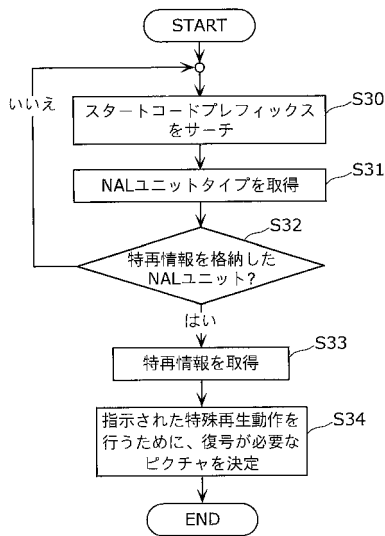 START
いいえ
スタートコードプレフィックス
をサーチ
S30
NALユニットタイプを取得
S31
S32
特再情報を格納した
NALユニット?
はい
S33
特再情報を取得
S34
指示された特殊再生動作を
行うために、復号が必要な
ピクチャを決定
END